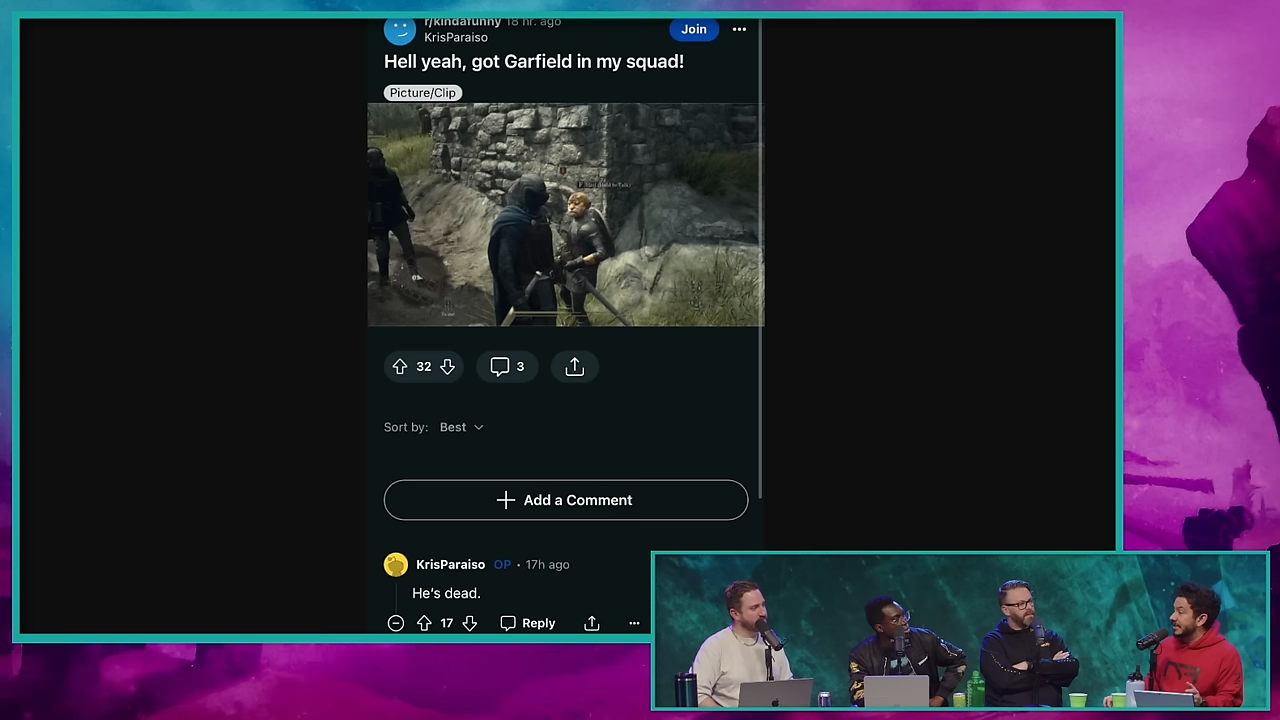 r/kindafunny 18 hr. ago
KrisParaiso
Join
Hell yeah, got Garfield in my squad!
Picture/Clip
32
3
Sort by: Best
Add a Comment
KrisParaiso OP • 17h ago
He's dead.
17
Reply